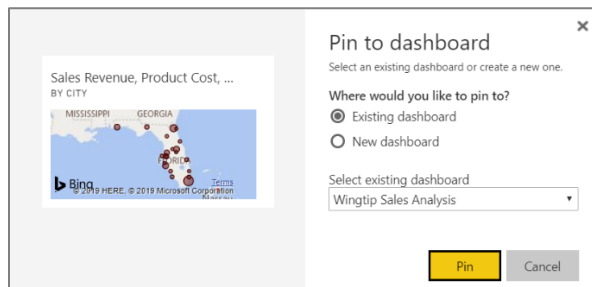 Sales Revenue, Product Cost, ...
BY CITY
MISSISSIPPI GEORGIA
FLORIDA
Bing
Terms
© 2019 HERE, © 2019 Microsoft Corporation
Nassau
Pin to dashboard
Select an existing dashboard or create a new one.
Where would you like to pin to?
Existing dashboard
New dashboard
Select existing dashboard
Wingtip Sales Analysis
Pin Cancel